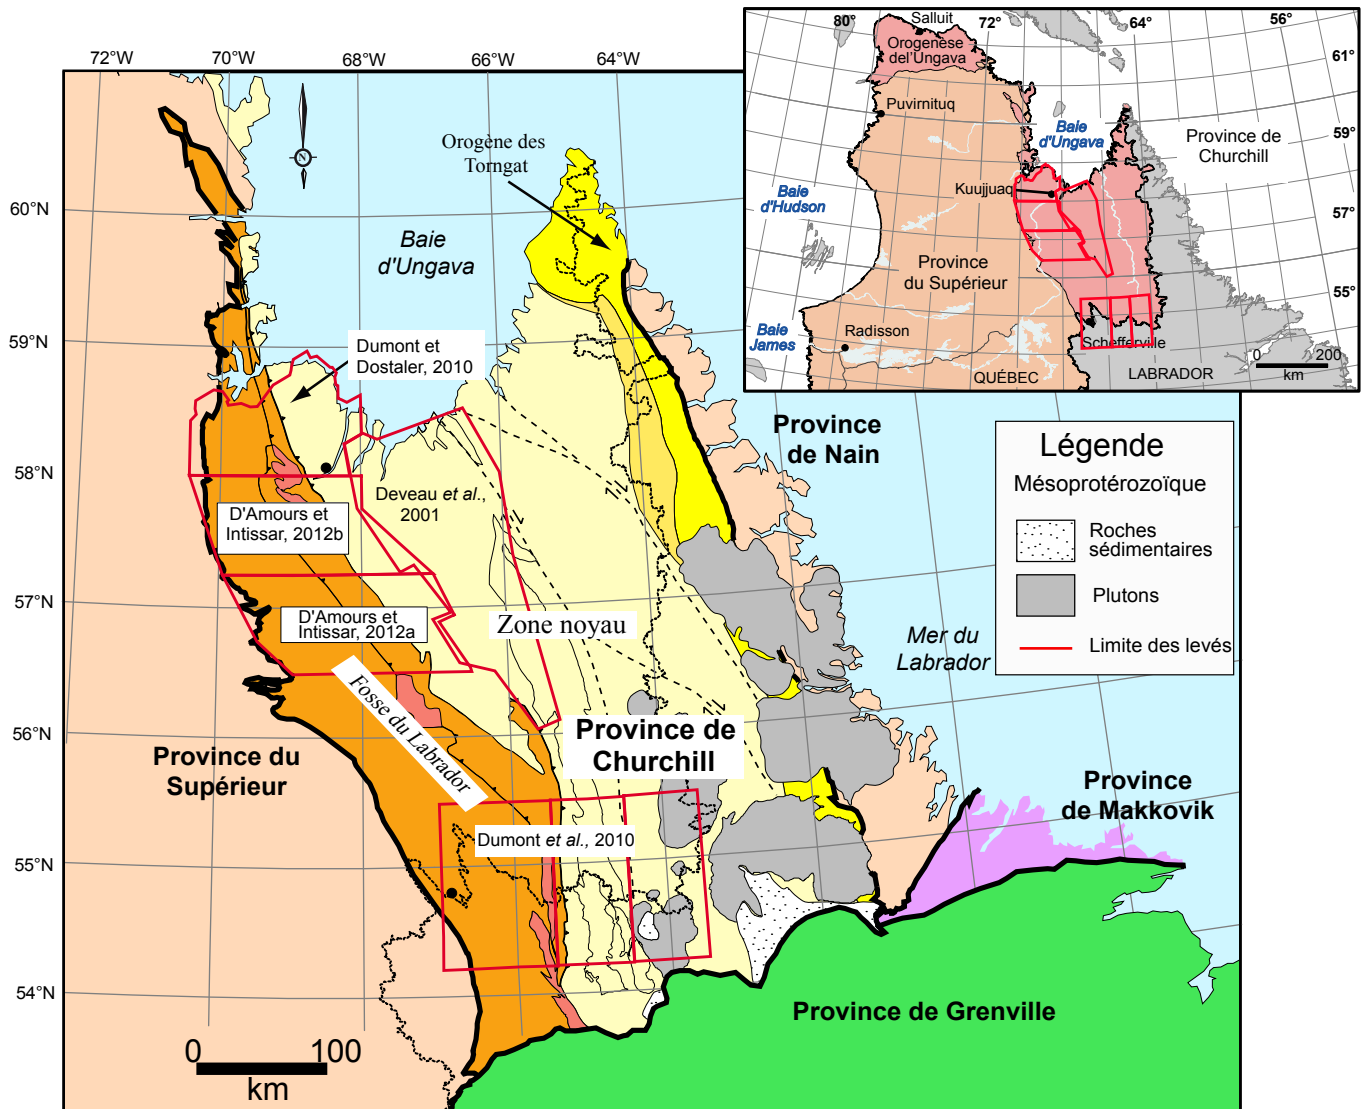 72°W
70°W
68°W
66°W
64°W
60°N
59°N
58°N
57°N
56°N
55°N
54°N
N
Orogène des
Torngat
Baie
d'Ungava
Dumont et
Dostaler, 2010
Deveau et al.,
2001
D'Amours et
Intissar, 2012b
D'Amours et
Intissar, 2012a
Zone noyau
Fosse du Labrador
Province du
Supérieur
Province de
Churchill
Dumont et al., 2010
Province
de Nain
Mer du
Labrador
Province
de Makkovik
Province de Grenville
0 100
km
80°
Salluit
72°
64°
56°
61°
59°
57°
55°
Orogenèse
del'Ungava
Puvirnituq
Baie
d'Ungava
Province de
Churchill
Kuujjuaq
Baie
d'Hudson
Province
du Supérieur
Baie
James
Radisson
Schefferville
QUÉBEC
LABRADOR
0 200
km
Légende
Mésoprotérozoïque
Roches
sédimentaires
Plutons
Limite des levés